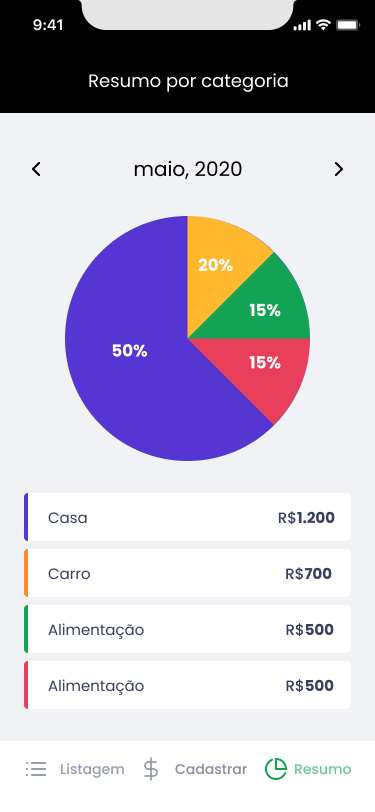 9:41
Resumo por categoria
maio, 2020
20%
15%
50%
15%
Casa R$1.200
Carro R$700
Alimentação R$500
Alimentação R$500
Listagem Cadastrar Resumo